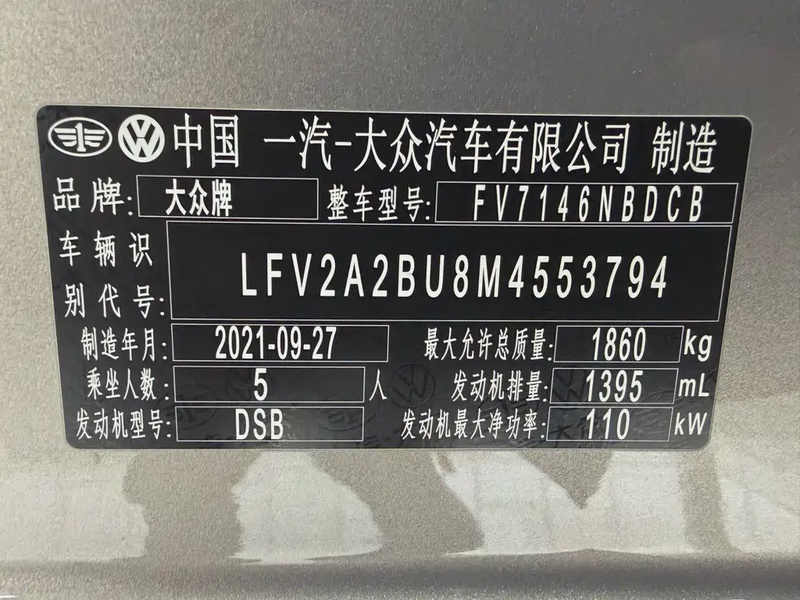 中国 一汽-大众汽车有限公司 制造
品牌: 大众牌 整车型号: FV7146NBDCB
车辆识别代号: LFV2A2BU8M4553794
制造年月: 2021-09-27 最大允许总质量: 1860 kg
乘坐人数: 5 人 发动机排量: 1395 mL
发动机型号: DSB 发动机最大净功率: 110 kW